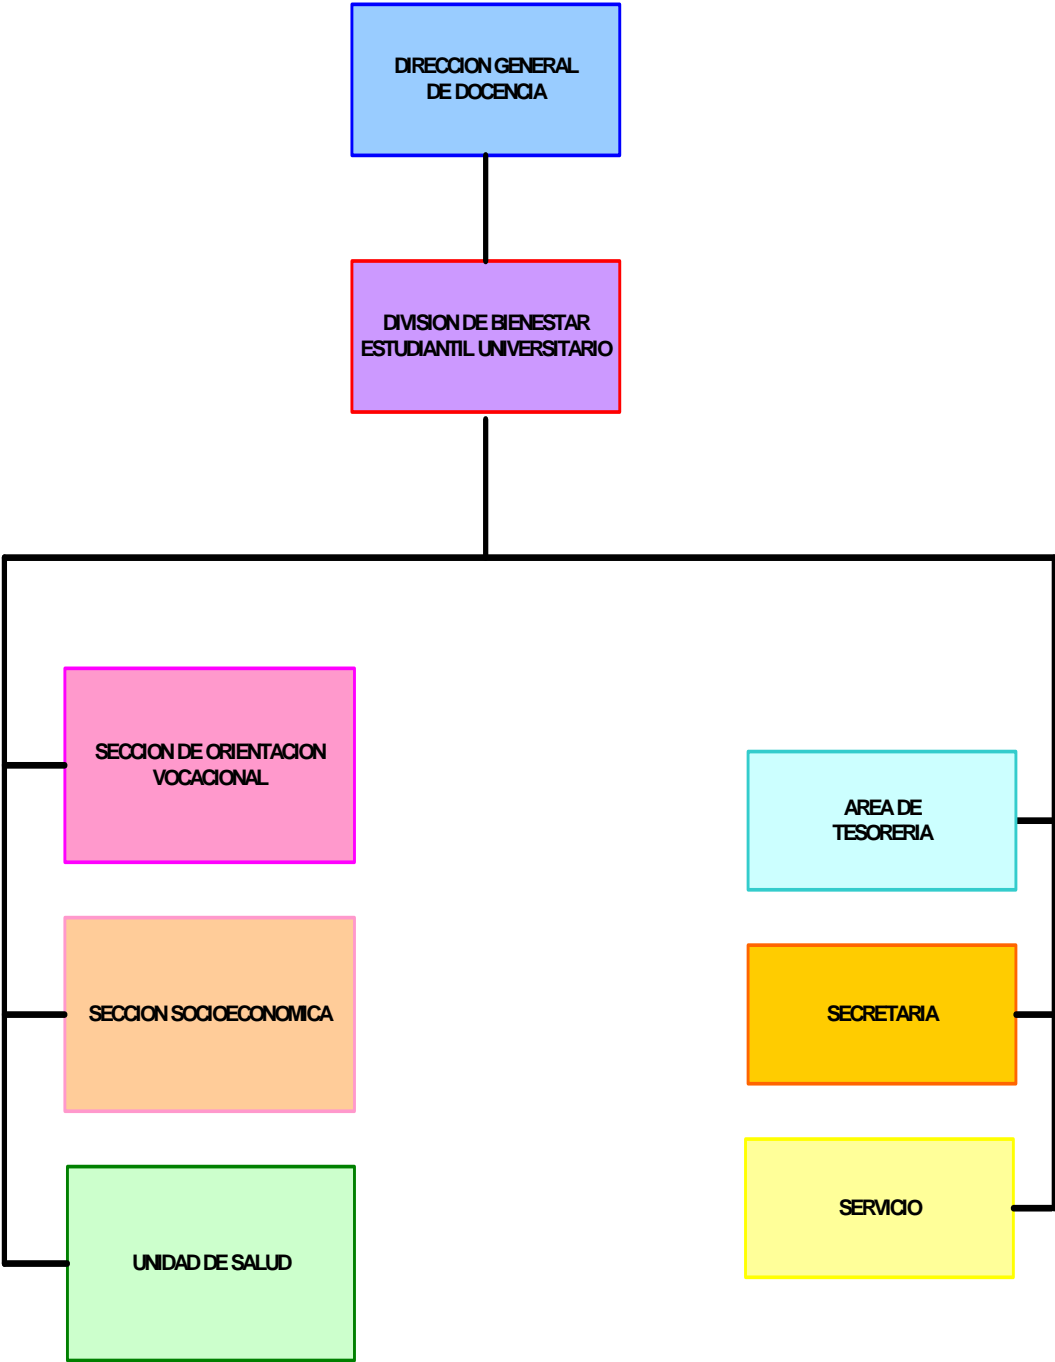 DIRECCION GENERAL
DE DOCENCIA
DIVISION DE BIENESTAR
ESTUDIANTIL UNIVERSITARIO
SECCION DE ORIENTACION
VOCACIONAL
SECCION SOCIOECONOMICA
UNIDAD DE SALUD
AREA DE
TESORERIA
SECRETARIA
SERVICIO